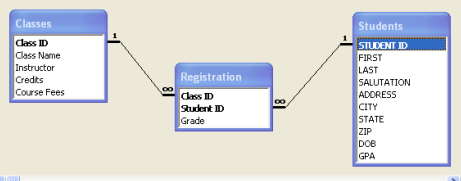 Classes
Class ID
Class Name
Instructor
Credits
Course Fees
1
∞
Registration
Class ID
Student ID
Grade
∞
1
Students
STUDENT ID
FIRST
LAST
SALUTATION
ADDRESS
CITY
STATE
ZIP
DOB
GPA